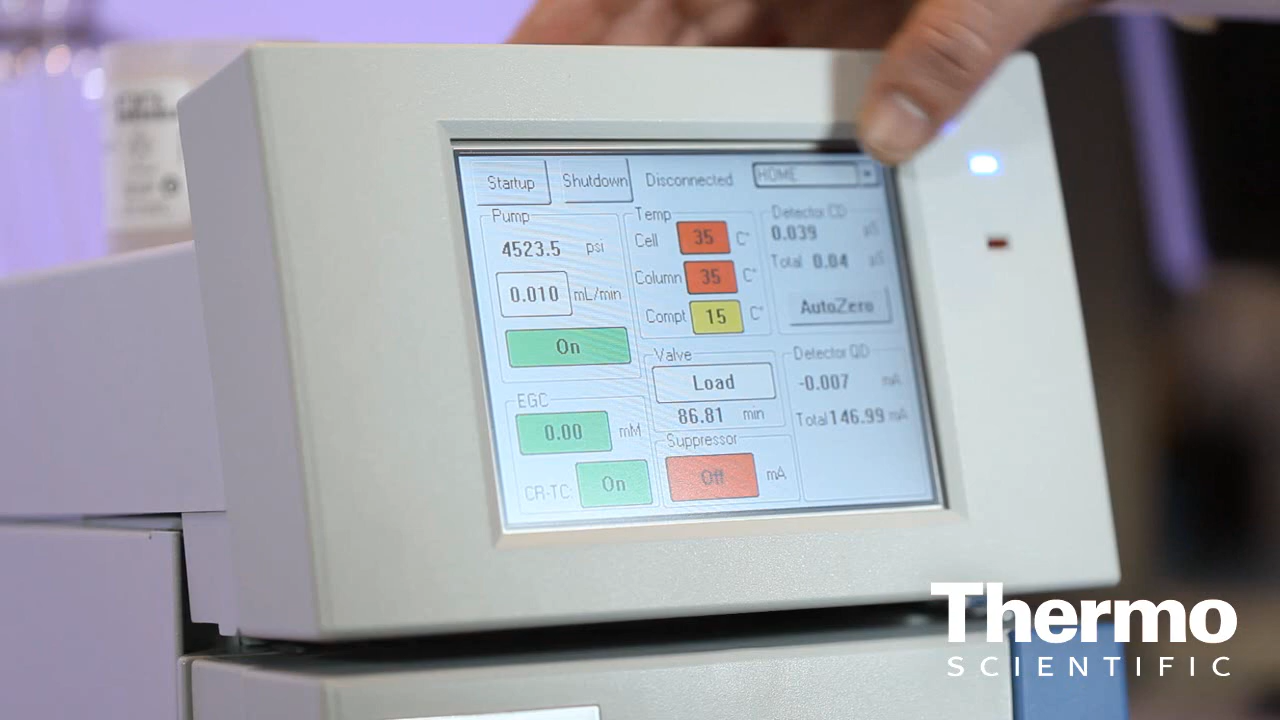 Startup Shutdown Disconnected HOME
Pump
4523.5 psi
0.010 mL/min
On
EGC
0.00 mM
CR-TC: On
Temp
Cell 35 C°
Column 35 C°
Compt 15 C°
Valve
Load
86.81 min
Suppressor
Off mA
Detector CD
0.039 µS
Total 0.04 µS
AutoZero
Detector QD
-0.007 mA
Total 146.99 mA
Thermo
SCIENTIFIC